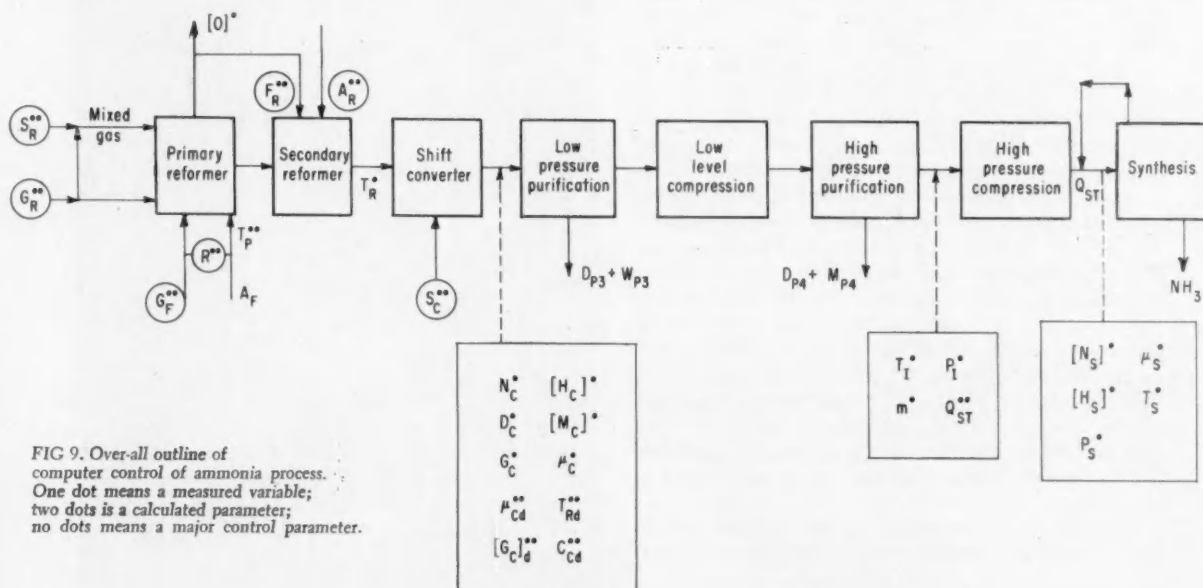 [O]•
F_R••
A_R••
S_R••
Mixed
gas
G_R••
Primary
reformer
Secondary
reformer
T_R•
Shift
converter
Low
pressure
purification
Low
level
compression
High
pressure
purification
High
pressure
compression
Q_ST
Synthesis
T_P••
R••
G_F••
A_F
S_C••
D_P3 + W_P3
D_P4 + M_P4
NH_3
N_C• [H_C]•
D_C• [M_C]•
G_C• μ_C•
μ_Cd•• T_Rd••
[G_C]_d•• C_Cd••
T_I• P_I•
m• Q_ST••
[N_S]• μ_S•
[H_S]• T_S•
P_S•
FIG 9. Over-all outline of
computer control of ammonia process.
One dot means a measured variable;
two dots is a calculated parameter;
no dots means a major control parameter.